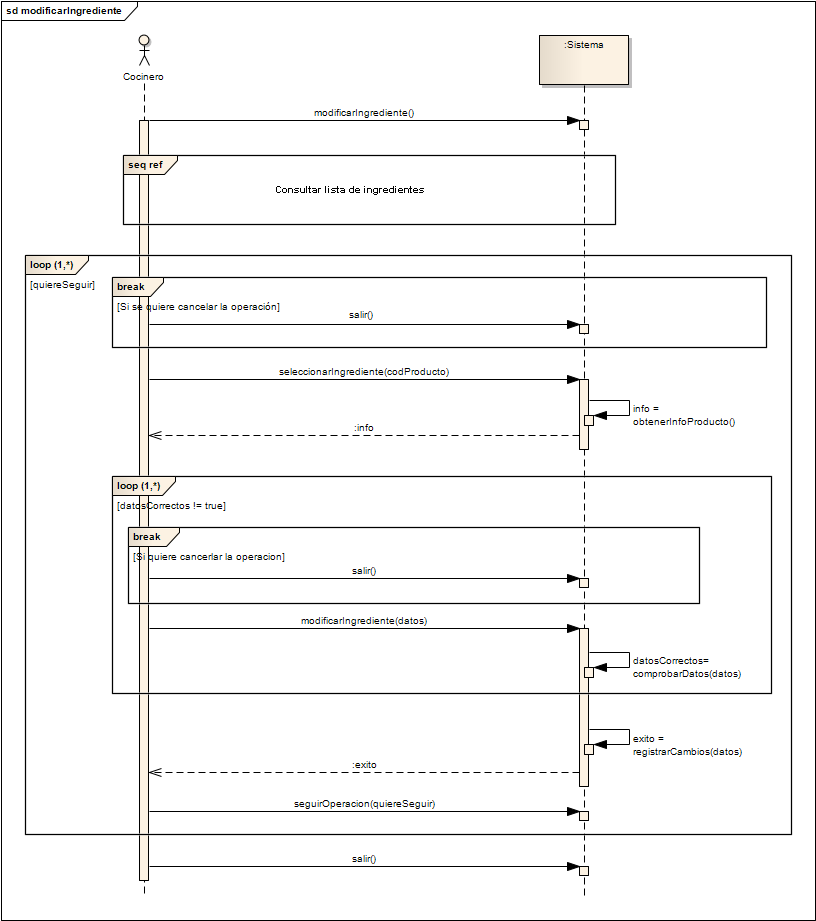 sd modificarIngrediente
:Sistema
Cocinero
modificarIngrediente()
seq ref
Consultar lista de ingredientes
loop (1,*)
[quiereSeguir]
break
[Si se quiere cancelar la operación]
salir()
seleccionarIngrediente(codProducto)
info =
obtenerInfoProducto()
:info
loop (1,*)
[datosCorrectos != true]
break
[Si quiere cancerlar la operacion]
salir()
modificarIngrediente(datos)
datosCorrectos=
comprobarDatos(datos)
exito =
registrarCambios(datos)
:exito
seguirOperacion(quiereSeguir)
salir()